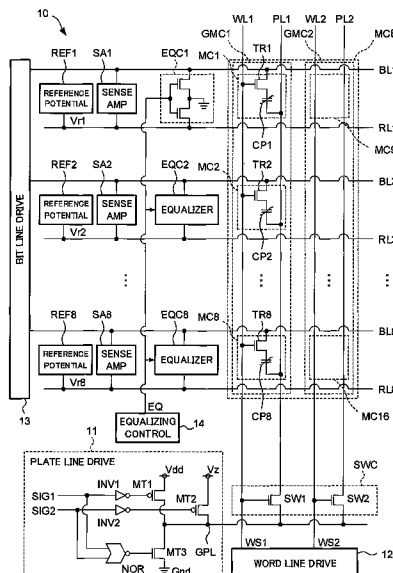 10
WL1 PL1 WL2 PL2
GMC1 GMC2
REF1 SA1 EQC1 MC1 TR1
BL1
REFERENCE POTENTIAL
SENSE AMP
Vr1
RL1
CP1
REF2 SA2 EQC2 MC2 TR2
REFERENCE POTENTIAL
SENSE AMP
EQUALIZER
Vr2
CP2
REF8 SA8 EQC8 MC8 TR8
REFERENCE POTENTIAL
SENSE AMP
EQUALIZER
Vr8
CP8
MC16
BIT LINE DRIVE
13
EQ
EQUALIZING CONTROL
14
11
PLATE LINE DRIVE
Vdd Vz
SIG1 INV1 MT1
SIG2 INV2 MT2
GPL
NOR MT3
Gnd
SWC
SW1 SW2
WS1 WS2
WORD LINE DRIVE
12